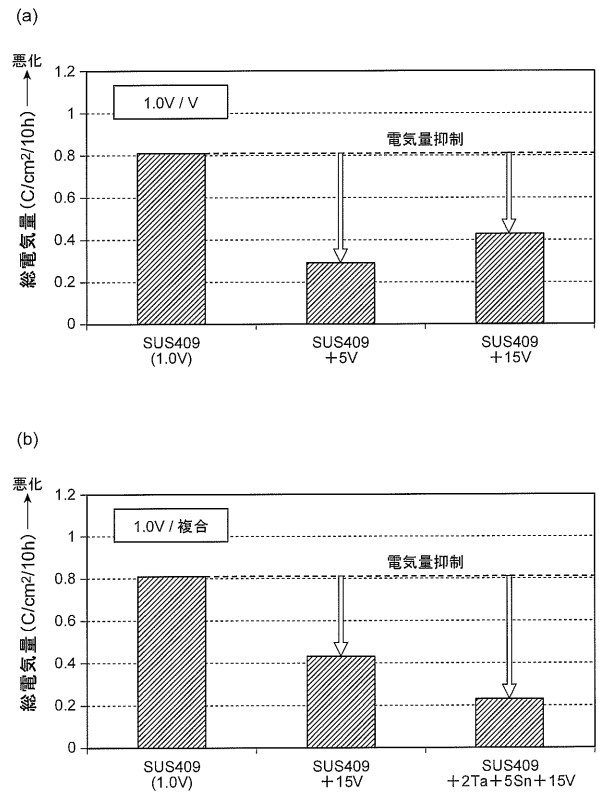 (a)
悪化
総電気量(C/cm2/10h)
1.2
1
0.8
0.6
0.4
0.2
0
1.0V / V
電気量抑制
SUS409
(1.0V)
SUS409
＋5V
SUS409
＋15V
(b)
悪化
総電気量(C/cm2/10h)
1.2
1
0.8
0.6
0.4
0.2
0
1.0V / 複合
電気量抑制
SUS409
(1.0V)
SUS409
＋15V
SUS409
＋2Ta＋5Sn＋15V